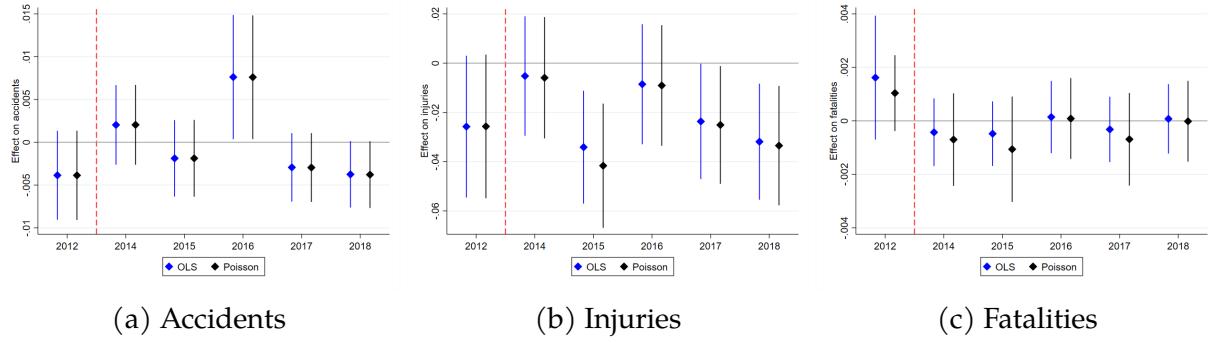 .015
.01
.005
0
-.005
-.01
Effect on accidents
2012 2014 2015 2016 2017 2018
OLS Poisson
(a) Accidents
.02
0
-.02
-.04
-.06
Effect on injuries
2012 2014 2015 2016 2017 2018
OLS Poisson
(b) Injuries
.004
.002
0
-.002
-.004
Effect on fatalities
2012 2014 2015 2016 2017 2018
OLS Poisson
(c) Fatalities